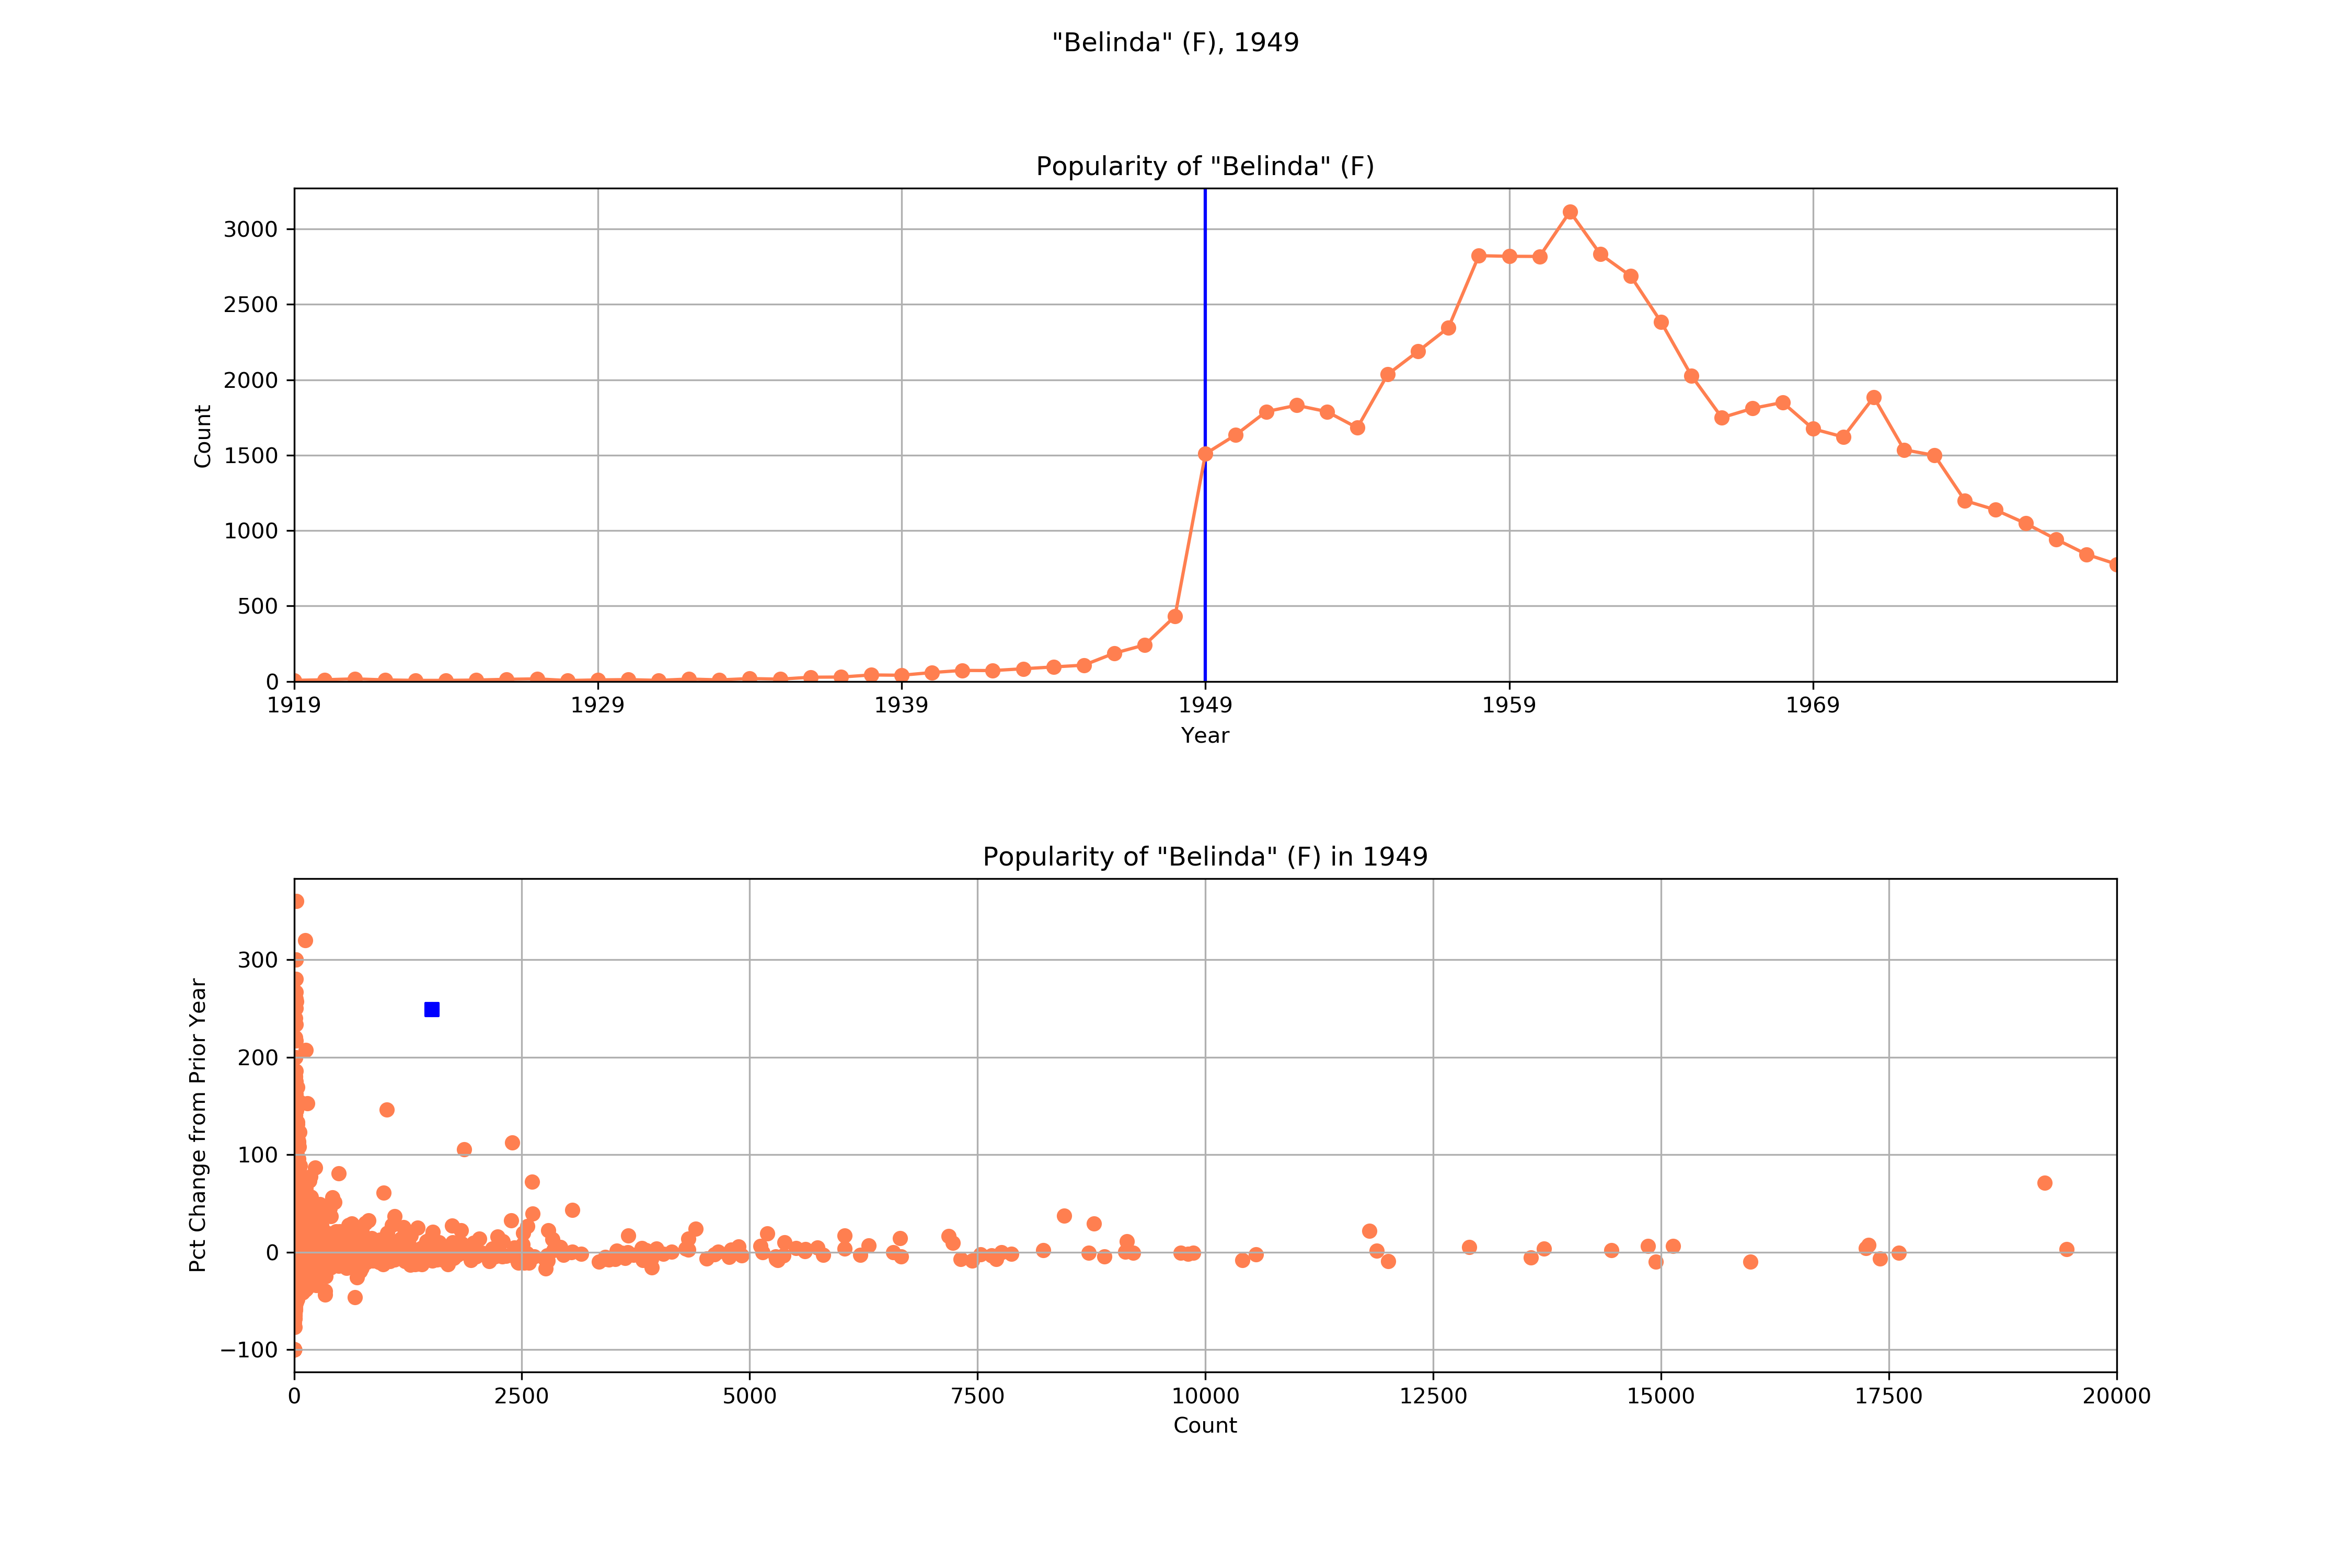 "Belinda" (F), 1949
Popularity of "Belinda" (F)
3000
2500
2000
1500
1000
500
0
Count
1919 1929 1939 1949 1959 1969
Year
Popularity of "Belinda" (F) in 1949
300
200
100
0
−100
Pct Change from Prior Year
0 2500 5000 7500 10000 12500 15000 17500 20000
Count